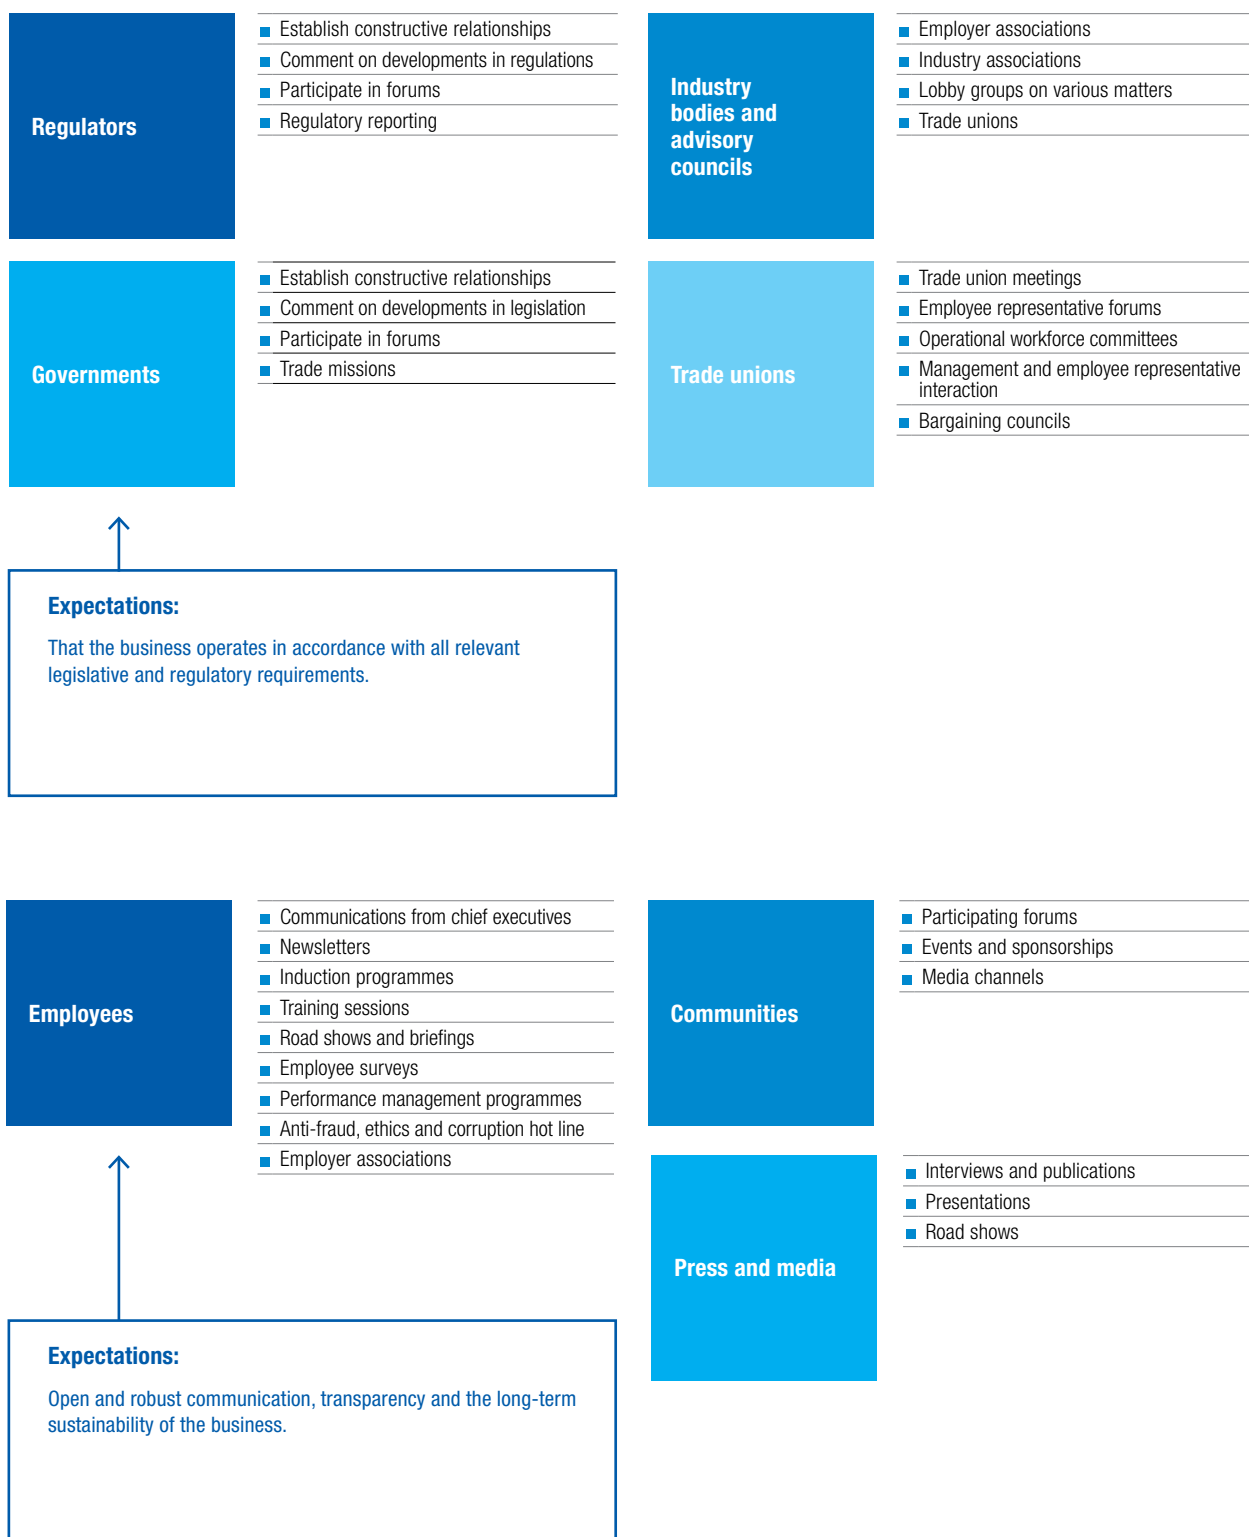 Regulators
Establish constructive relationships
Comment on developments in regulations
Participate in forums
Regulatory reporting
Industry
bodies and
advisory
councils
Employer associations
Industry associations
Lobby groups on various matters
Trade unions
Governments
Establish constructive relationships
Comment on developments in legislation
Participate in forums
Trade missions
Trade unions
Trade union meetings
Employee representative forums
Operational workforce committees
Management and employee representative
interaction
Bargaining councils
Expectations:
That the business operates in accordance with all relevant
legislative and regulatory requirements.
Employees
Communications from chief executives
Newsletters
Induction programmes
Training sessions
Road shows and briefings
Employee surveys
Performance management programmes
Anti-fraud, ethics and corruption hot line
Employer associations
Communities
Participating forums
Events and sponsorships
Media channels
Press and media
Interviews and publications
Presentations
Road shows
Expectations:
Open and robust communication, transparency and the long-term
sustainability of the business.